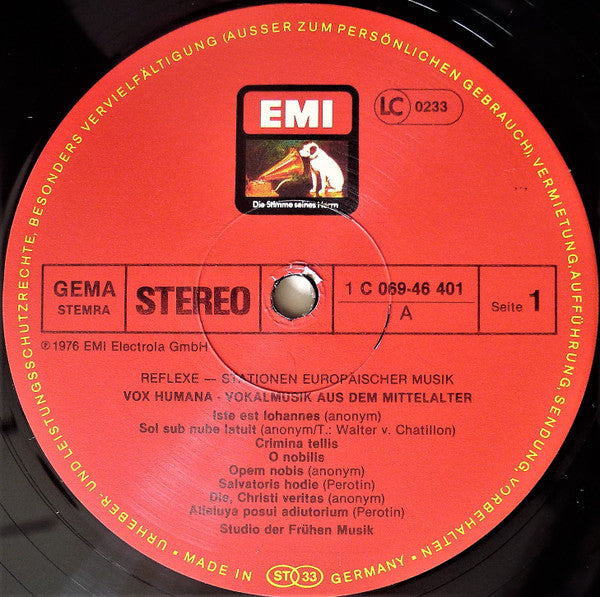 URHEBER- UND LEISTUNGSSCHUTZRECHTE, BESONDERS VERVIELFÄLTIGUNG (AUSSER ZUM PERSÖNLICHEN GEBRAUCH), VERMIETUNG, AUFFÜHRUNG, SENDUNG, VORBEHALTEN
EMI
Die Stimme seines Herrn
LC 0233
GEMA
STEMRA
STEREO
1 C 069-46 401
A
Seite 1
℗ 1976 EMI Electrola GmbH
REFLEXE — STATIONEN EUROPÄISCHER MUSIK
VOX HUMANA - VOKALMUSIK AUS DEM MITTELALTER
Iste est Iohannes (anonym)
Sol sub nube latuit (anonym/T.: Walter v. Chatillon)
Crimina tellis
O nobilis
Opem nobis (anonym)
Salvatoris hodie (Perotin)
Die, Christi veritas (anonym)
Alleluya posui adiutorium (Perotin)
Studio der Frühen Musik
• MADE IN ST 33 GERMANY •